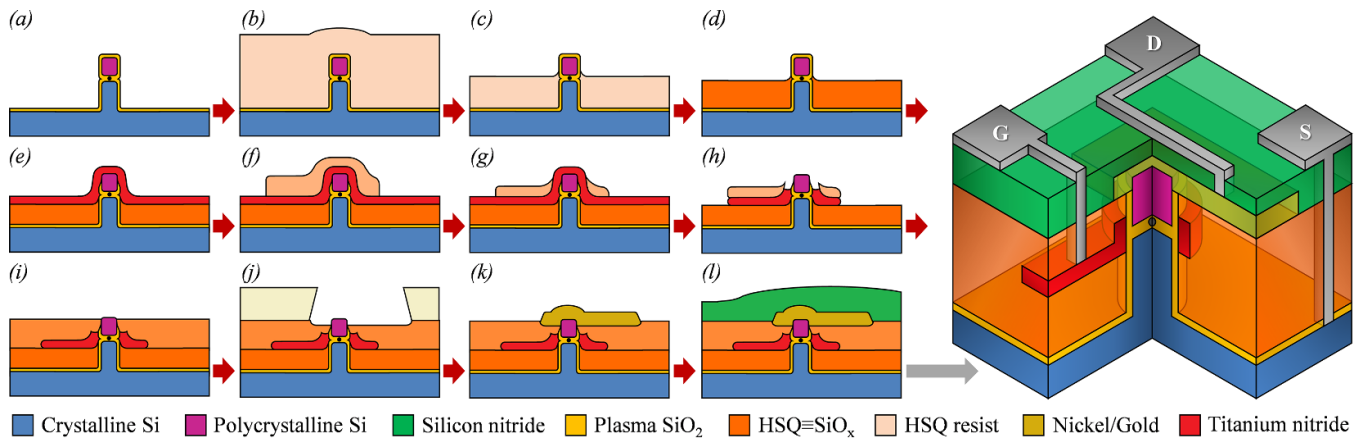 (a) (b) (c) (d)
D
G S
(e) (f) (g) (h)
(i) (j) (k) (l)
Crystalline Si Polycrystalline Si Silicon nitride Plasma SiO₂ HSQ≡SiOₓ HSQ resist Nickel/Gold Titanium nitride